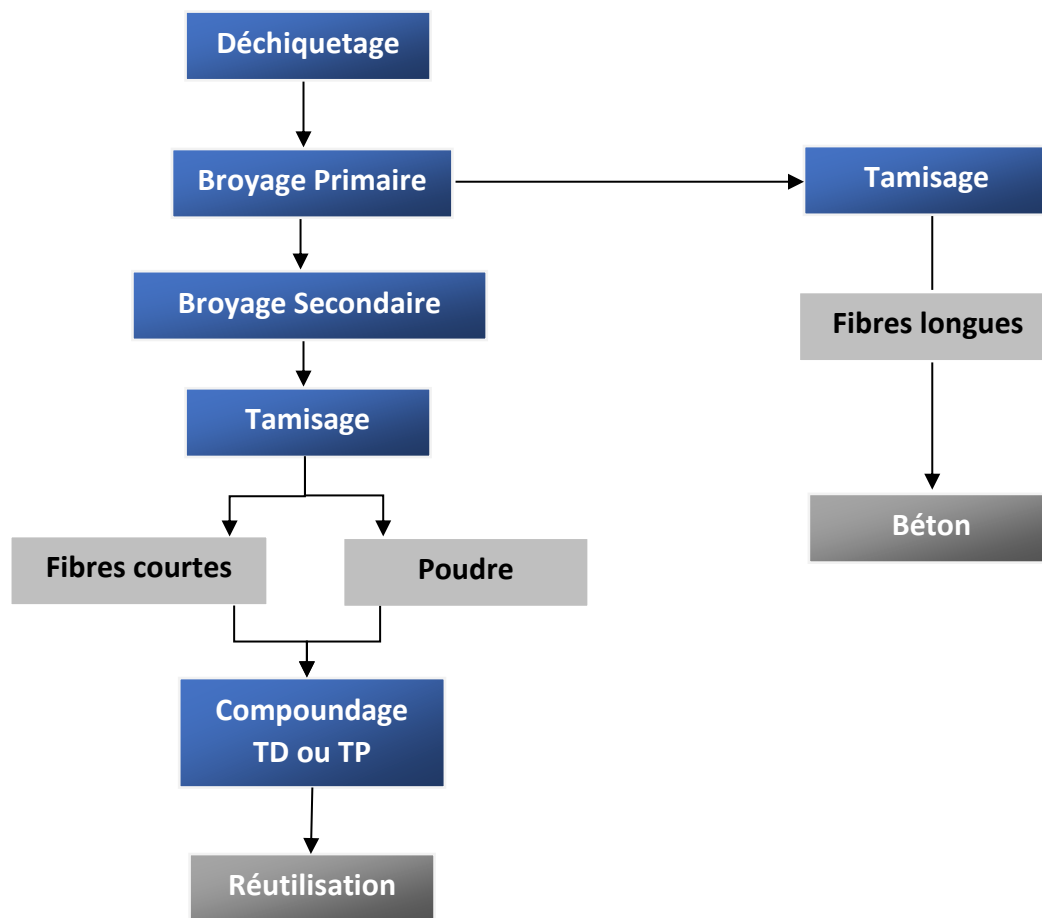 Déchiquetage
Broyage Primaire
Tamisage
Broyage Secondaire
Fibres longues
Tamisage
Béton
Fibres courtes
Poudre
Compoundage
TD ou TP
Réutilisation